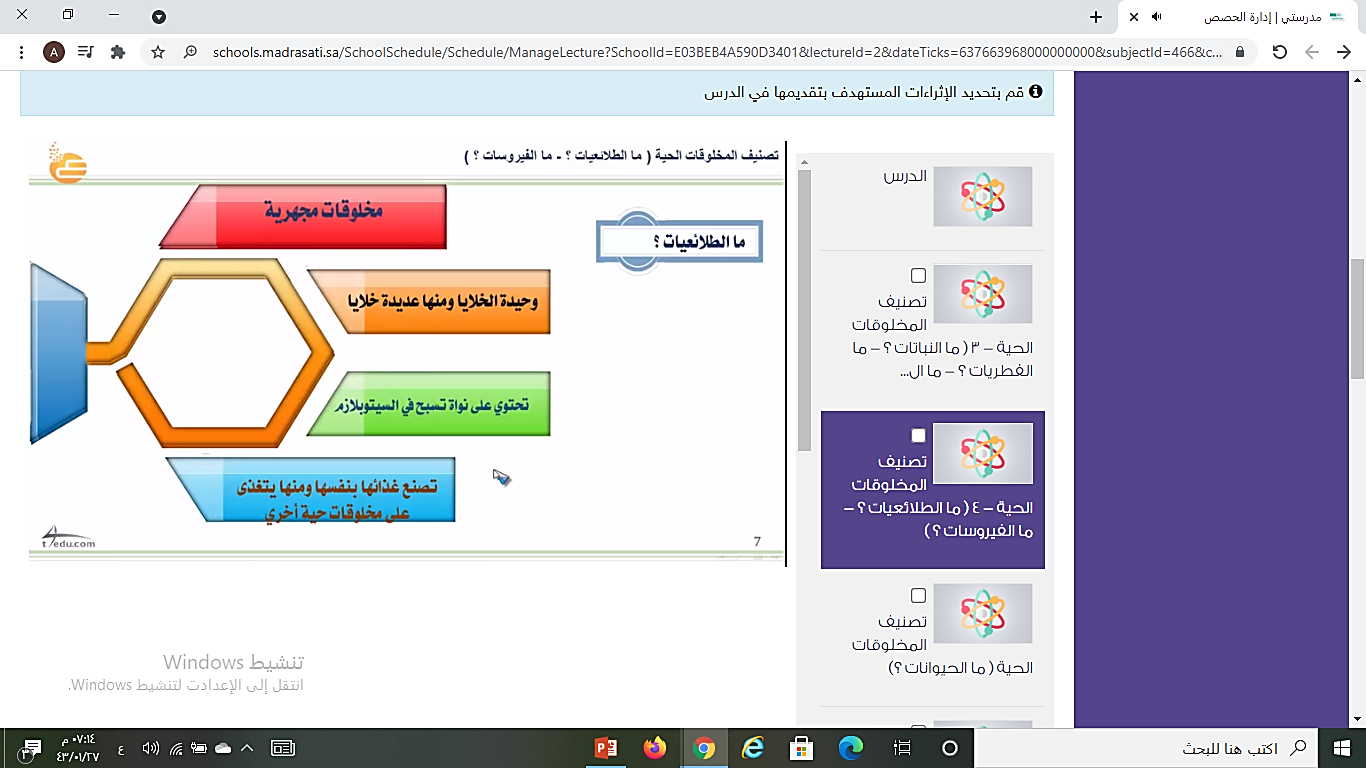 مدرستي | إدارة الحصص
schools.madrasati.sa/SchoolSchedule/Schedule/ManageLecture?SchoolId=E03BEB4A590D3401&lectureId=2&dateTicks=637663968000000000&subjectId=466&c...
A
قم بتحديد الإثراءات المستهدف بتقديمها في الدرس
تصنيف المخلوقات الحية ( ما الطلائعيات ؟ - ما الفيروسات ؟ )
ما الطلائعيات ؟
مخلوقات مجهرية
وحيدة الخلايا ومنها عديدة خلايا
تحتوي على نواة تسبح في السيتوبلازم
تصنع غذائها بنفسها ومنها يتغذى
على مخلوقات حية أخري
7
t4edu.com
الدرس
تصنيف
المخلوقات
الحية – ٣ ( ما النباتات ؟ – ما
الفطريات ؟ – ما ال...
تصنيف
المخلوقات
الحية – ٤ ( ما الطلائعيات ؟ –
ما الفيروسات ؟ )
تصنيف
المخلوقات
الحية ( ما الحيوانات ؟)
تنشيط Windows
انتقل إلى الإعدادت لتنشيط Windows.
اكتب هنا للبحث
ع
٠٧:١٤ م
٤٣/٠١/٢٧
٣